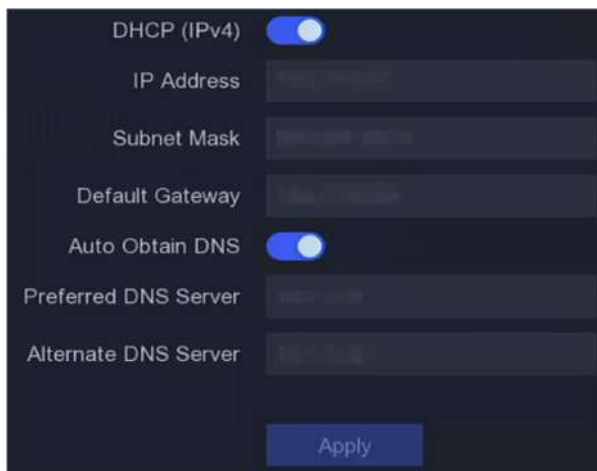 DHCP (IPv4)
IP Address
Subnet Mask
Default Gateway
Auto Obtain DNS
Preferred DNS Server
Alternate DNS Server
Apply